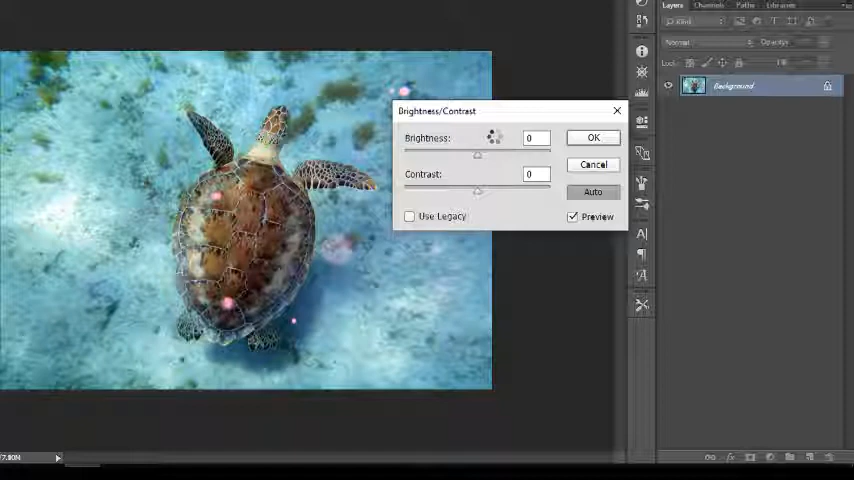 Layers Channels Paths Libraries
Kind
Normal Opacity:
Lock:
Background
Brightness/Contrast
Brightness: 0 OK
Cancel
Contrast: 0
Auto
Use Legacy Preview